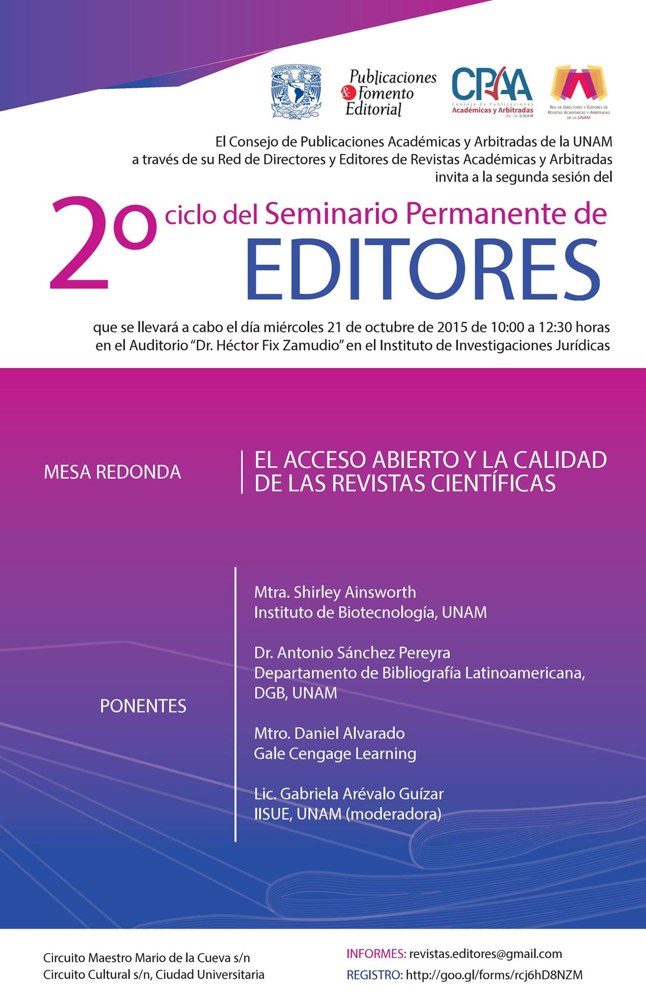 UNIVERSIDAD NACIONAL AUTONOMA DE MEXICO
Publicaciones
& Fomento
Editorial
CPAA
Consejo de Publicaciones
Académicas y Arbitradas
de la UNAM
RED DE DIRECTORES Y EDITORES DE
REVISTAS ACADÉMICAS Y ARBITRADAS
DE LA UNAM
El Consejo de Publicaciones Académicas y Arbitradas de la UNAM
a través de su Red de Directores y Editores de Revistas Académicas y Arbitradas
invita a la segunda sesión del
2º ciclo del Seminario Permanente de
EDITORES
que se llevará a cabo el día miércoles 21 de octubre de 2015 de 10:00 a 12:30 horas
en el Auditorio “Dr. Héctor Fix Zamudio” en el Instituto de Investigaciones Jurídicas
MESA REDONDA
EL ACCESO ABIERTO Y LA CALIDAD
DE LAS REVISTAS CIENTÍFICAS
PONENTES
Mtra. Shirley Ainsworth
Instituto de Biotecnología, UNAM
Dr. Antonio Sánchez Pereyra
Departamento de Bibliografía Latinoamericana,
DGB, UNAM
Mtro. Daniel Alvarado
Gale Cengage Learning
Lic. Gabriela Arévalo Guízar
IISUE, UNAM (moderadora)
Circuito Maestro Mario de la Cueva s/n
Circuito Cultural s/n, Ciudad Universitaria
INFORMES: revistas.editores@gmail.com
REGISTRO: http://goo.gl/forms/rcj6hD8NZM